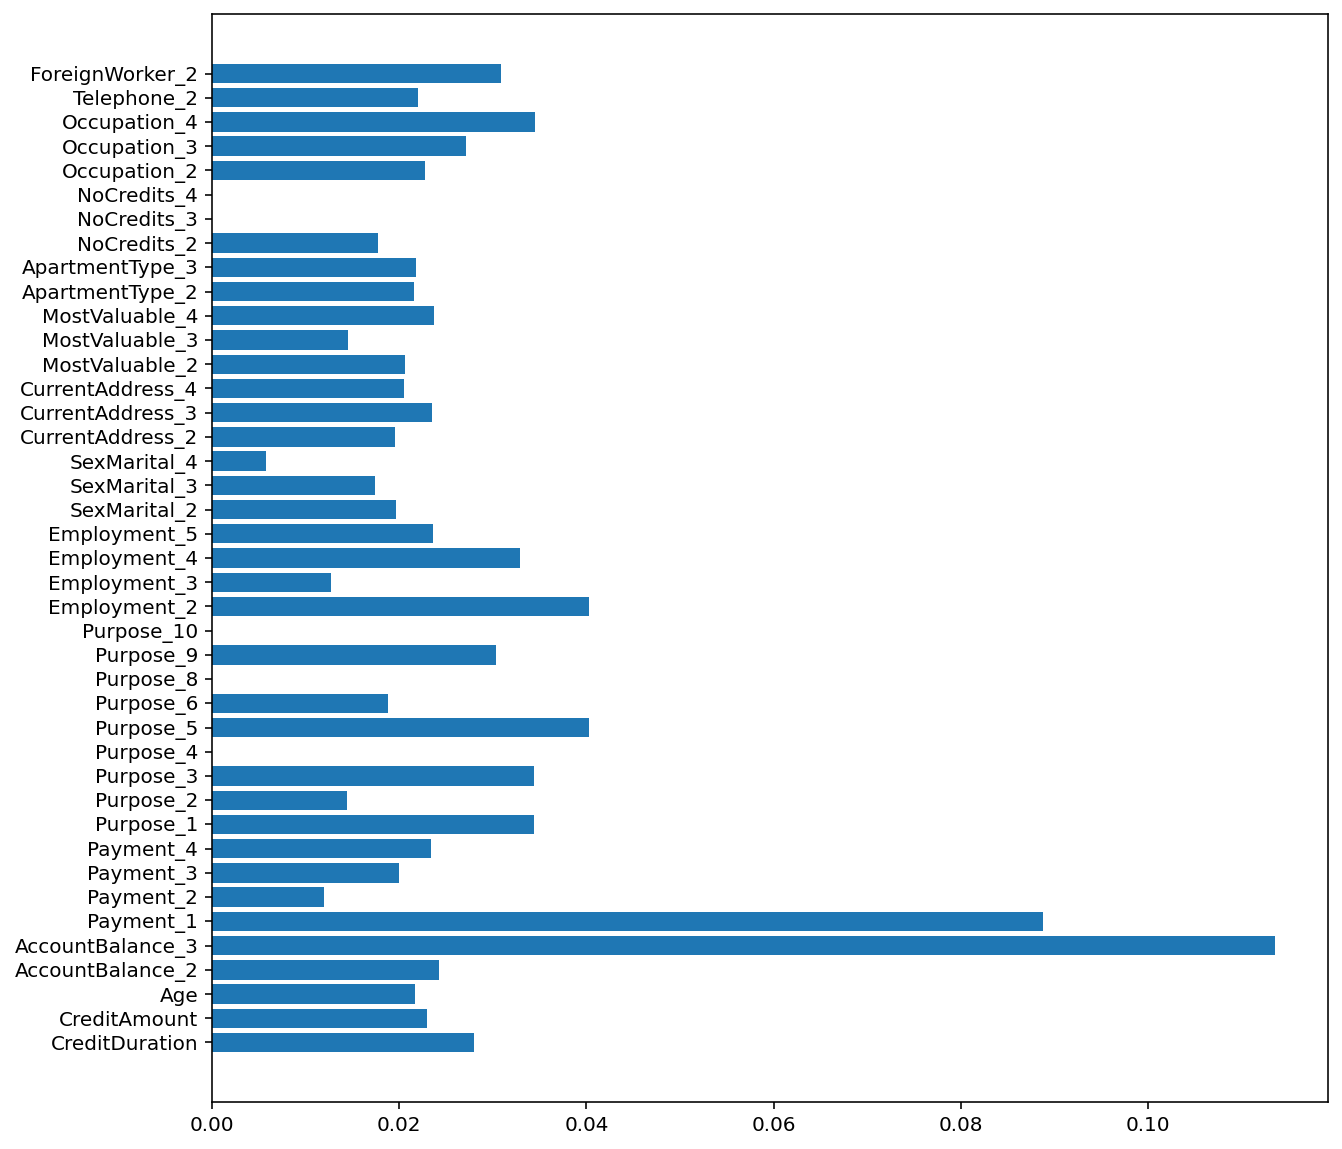 ForeignWorker_2
Telephone_2
Occupation_4
Occupation_3
Occupation_2
NoCredits_4
NoCredits_3
NoCredits_2
ApartmentType_3
ApartmentType_2
MostValuable_4
MostValuable_3
MostValuable_2
CurrentAddress_4
CurrentAddress_3
CurrentAddress_2
SexMarital_4
SexMarital_3
SexMarital_2
Employment_5
Employment_4
Employment_3
Employment_2
Purpose_10
Purpose_9
Purpose_8
Purpose_6
Purpose_5
Purpose_4
Purpose_3
Purpose_2
Purpose_1
Payment_4
Payment_3
Payment_2
Payment_1
AccountBalance_3
AccountBalance_2
Age
CreditAmount
CreditDuration
0.00 0.02 0.04 0.06 0.08 0.10